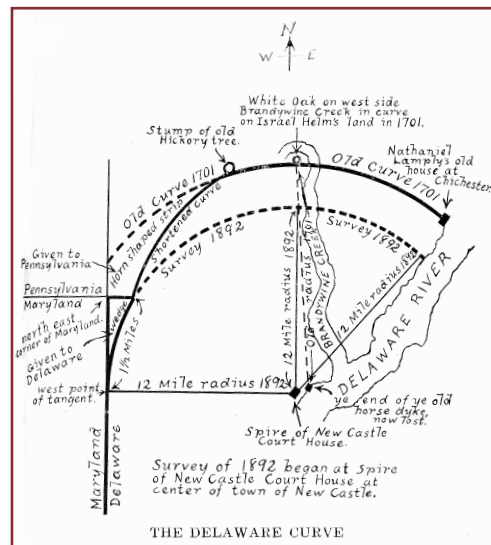 N
W E
White Oak on west side
Brandywine Creek in curve
on Israel Helm's land in 1701.
Stump of old
Hickory tree.
Nathaniel
Lamply's old
house at
Chichester.
Old Curve 1701
Old Curve 1701
Horn shaped strip
Shortened curve
Survey 1892
Survey 1892
Given to
Pennsylvania
Pennsylvania
Maryland
north east
corner of Maryland.
Given to
Delaware
wedge
1½ Miles
west point
of tangent.
12 Mile radius 1892
12 Mile radius 1892
Old radius 1701
BRANDYWINE CREEK
12 Mile radius 1892
DELAWARE RIVER
ye end of ye old
horse dyke,
now lost.
Spire of New Castle
Court House.
Maryland
Delaware
Survey of 1892 began at Spire
of New Castle Court House at
center of town of New Castle.
THE DELAWARE CURVE